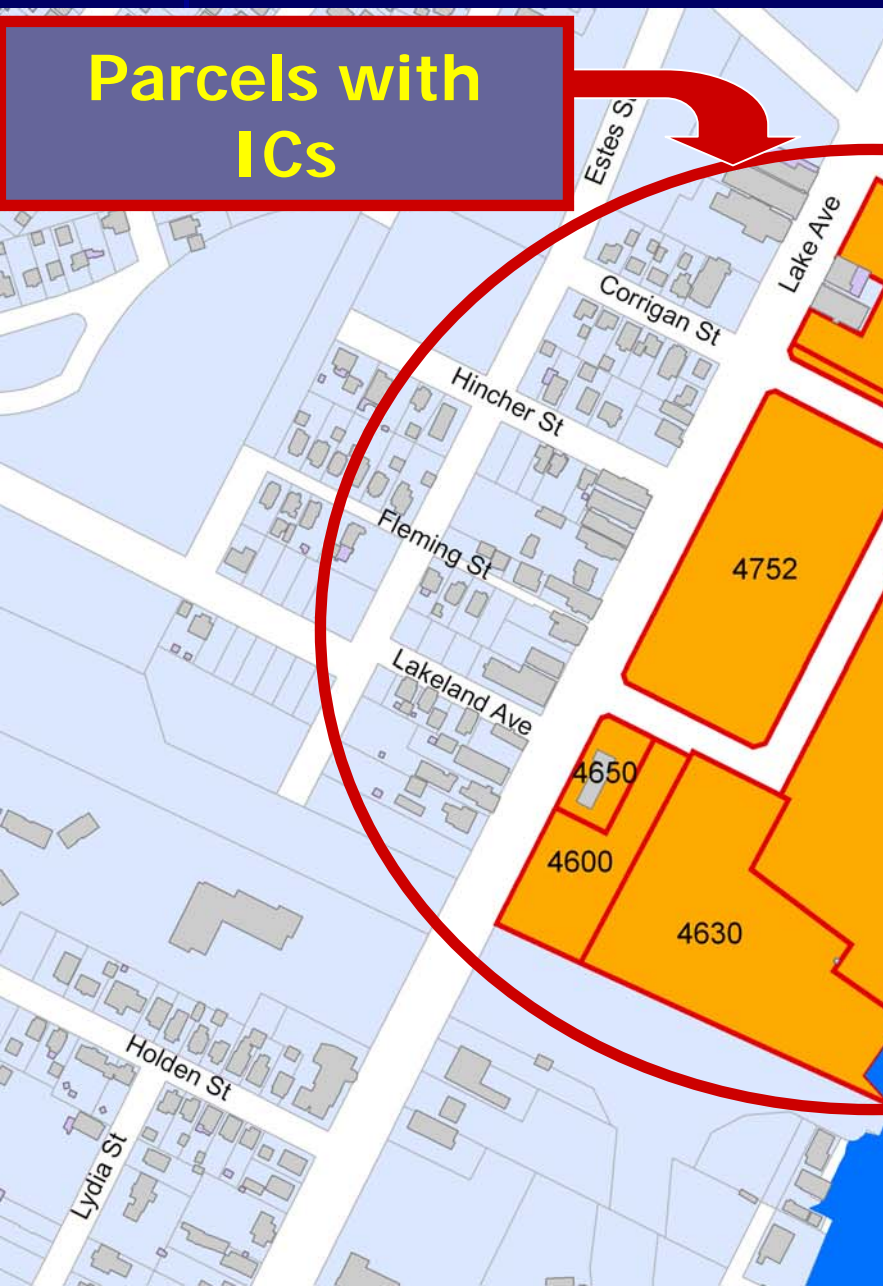 Parcels with
ICs
Estes
Lake Ave
Corrigan St
Hincher St
Fleming St
4752
Lakeland Ave
4650
4600
4630
Holden St
Lydia St